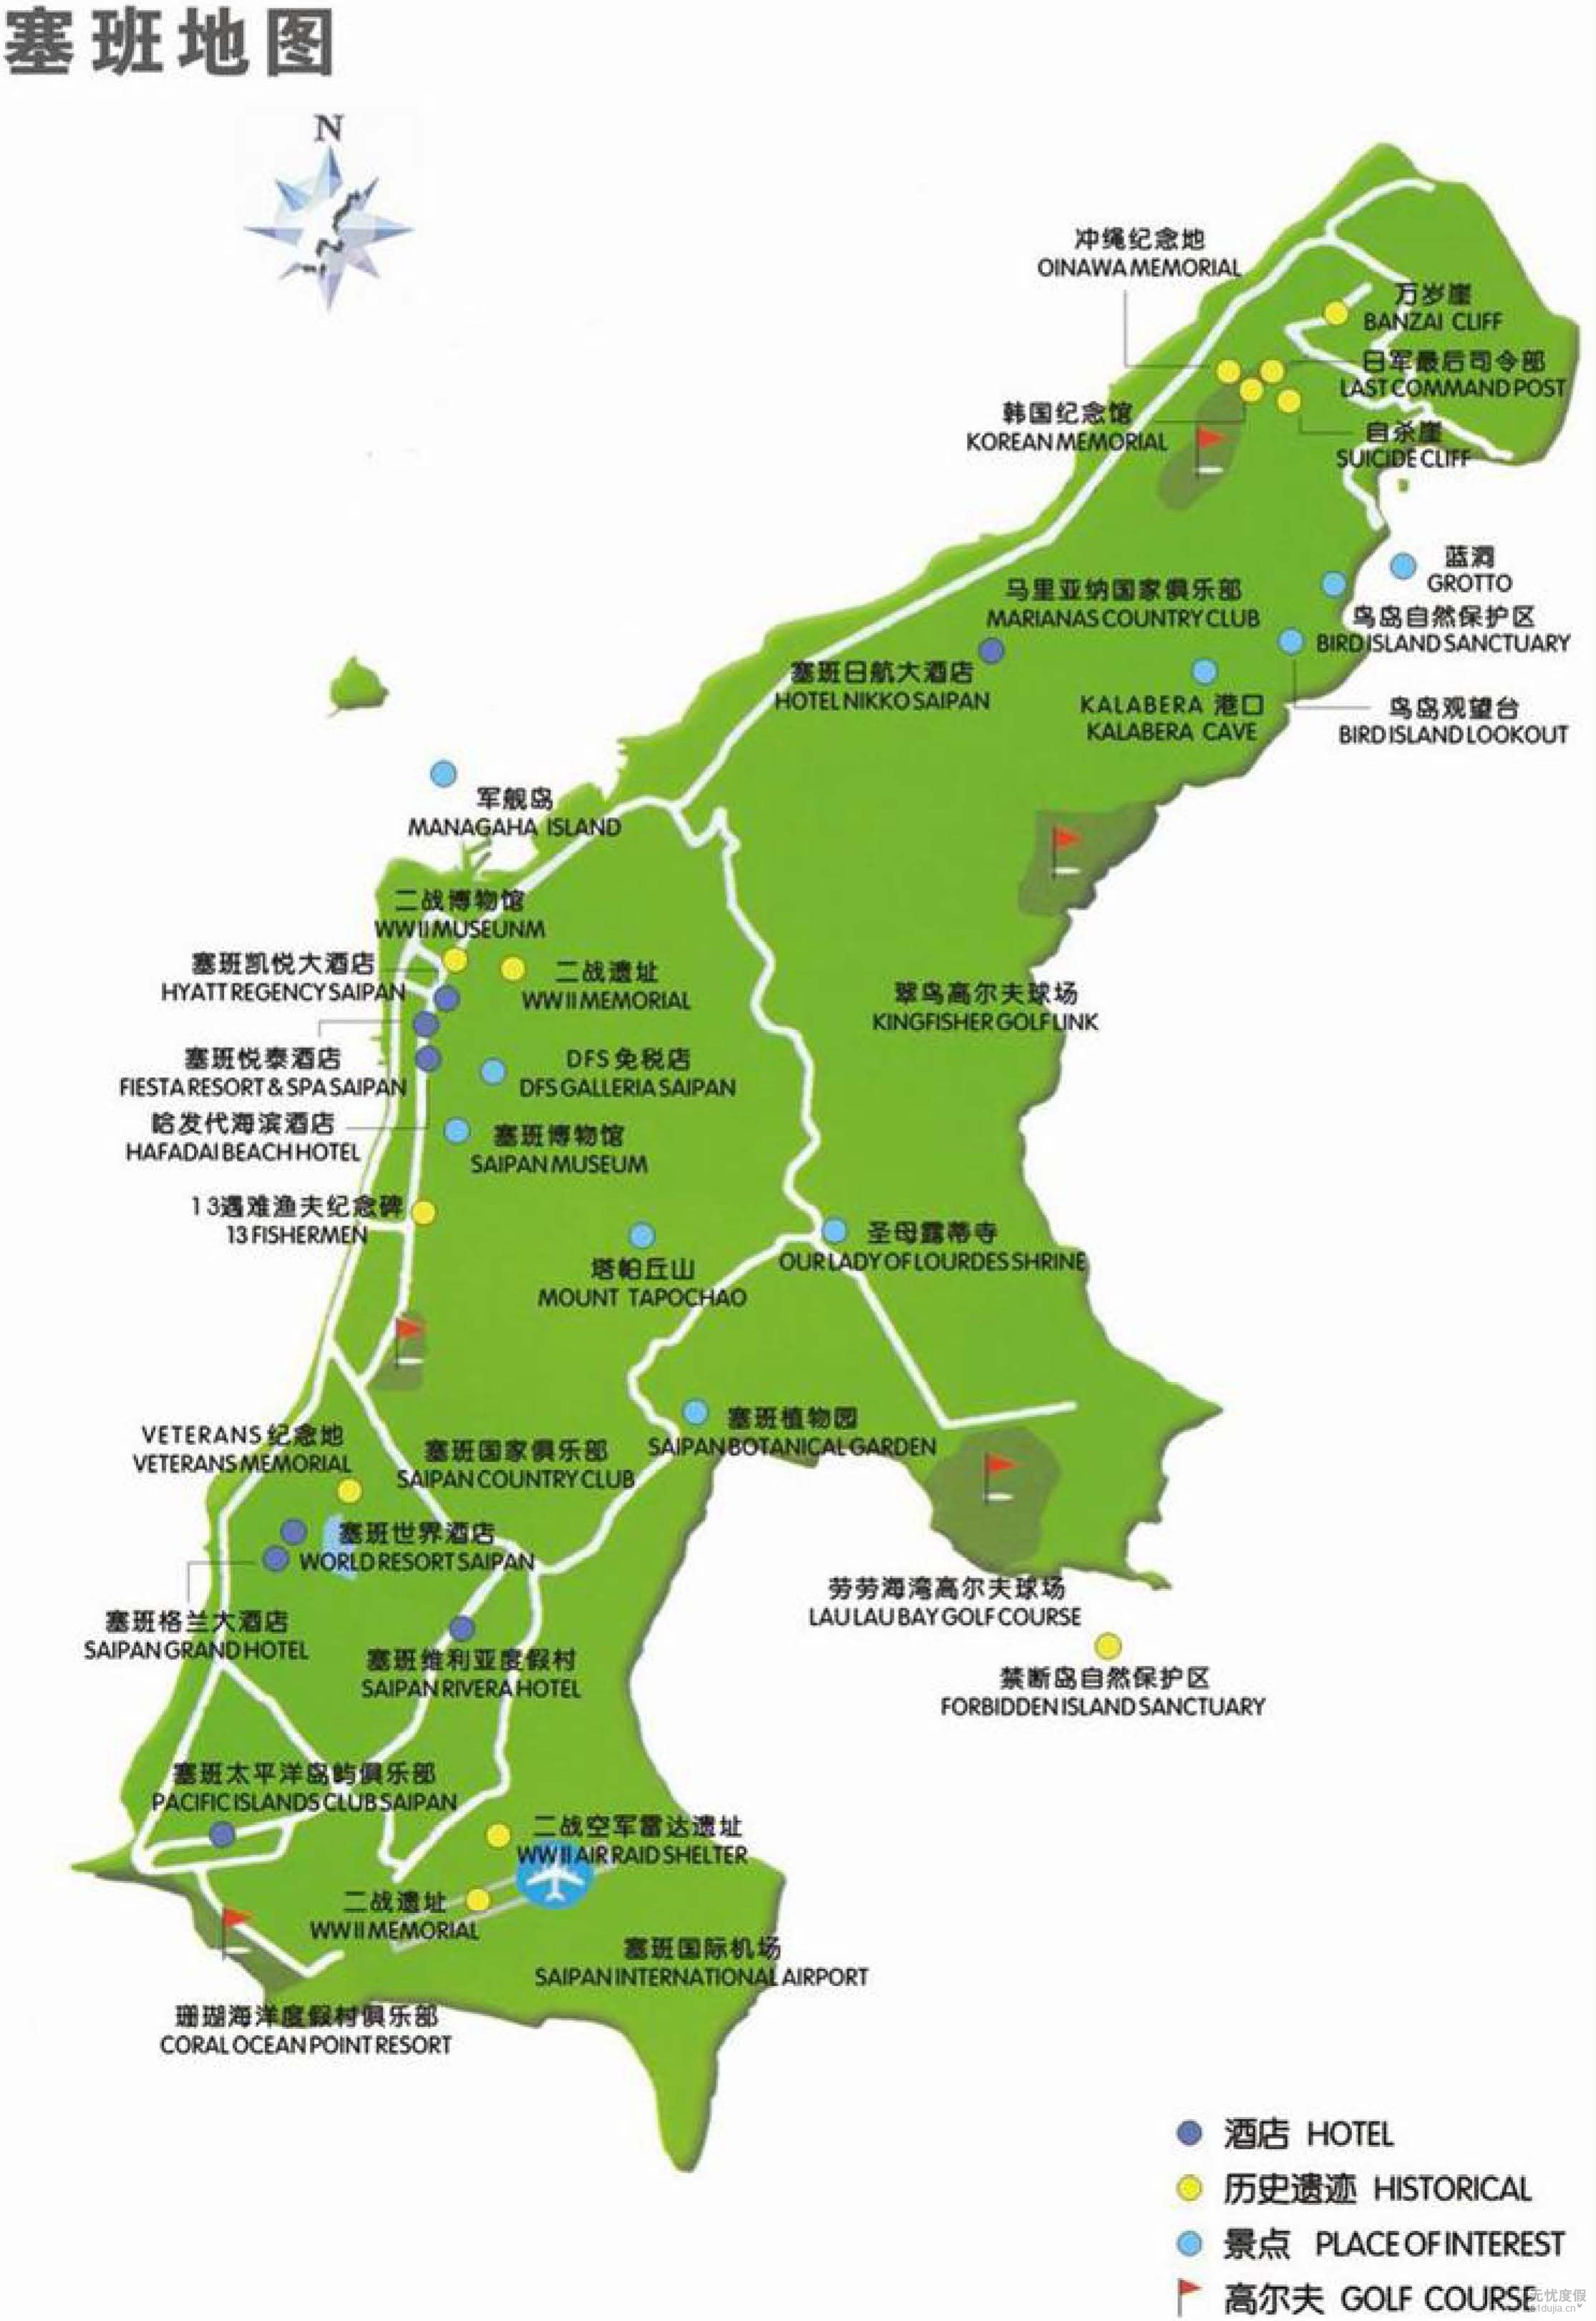 塞班地图
N
冲绳纪念地
OINAWA MEMORIAL
万岁崖
BANZAI CLIFF
日军最后司令部
LAST COMMAND POST
韩国纪念馆
KOREAN MEMORIAL
自杀崖
SUICIDE CLIFF
蓝洞
GROTTO
马里亚纳国家俱乐部
MARIANAS COUNTRY CLUB
鸟岛自然保护区
BIRD ISLAND SANCTUARY
塞班日航大酒店
HOTEL NIKKO SAIPAN
KALABERA 港口
KALABERA CAVE
鸟岛观望台
BIRD ISLAND LOOKOUT
军舰岛
MANAGAHA ISLAND
二战博物馆
WW II MUSEUNM
塞班凯悦大酒店
HYATT REGENCY SAIPAN
二战遗址
WW II MEMORIAL
翠鸟高尔夫球场
KINGFISHER GOLF LINK
塞班悦泰酒店
FIESTA RESORT & SPA SAIPAN
DFS 免税店
DFS GALLERIA SAIPAN
哈发代海滨酒店
HAFADAI BEACH HOTEL
塞班博物馆
SAIPAN MUSEUM
13遇难渔夫纪念碑
13 FISHERMEN
圣母露蒂寺
OUR LADY OF LOURDES SHRINE
塔帕丘山
MOUNT TAPOCHAO
塞班植物园
SAIPAN BOTANICAL GARDEN
VETERANS 纪念地
VETERANS MEMORIAL
塞班国家俱乐部
SAIPAN COUNTRY CLUB
塞班世界酒店
WORLD RESORT SAIPAN
劳劳海湾高尔夫球场
LAU LAU BAY GOLF COURSE
塞班格兰大酒店
SAIPAN GRAND HOTEL
塞班维利亚度假村
SAIPAN RIVERA HOTEL
禁断岛自然保护区
FORBIDDEN ISLAND SANCTUARY
塞班太平洋岛屿俱乐部
PACIFIC ISLANDS CLUB SAIPAN
二战空军雷达遗址
WW II AIR RAID SHELTER
二战遗址
WW II MEMORIAL
塞班国际机场
SAIPAN INTERNATIONAL AIRPORT
珊瑚海洋度假村俱乐部
CORAL OCEAN POINT RESORT
酒店 HOTEL
历史遗迹 HISTORICAL
景点 PLACE OF INTEREST
高尔夫 GOLF COURSE
无忧度假